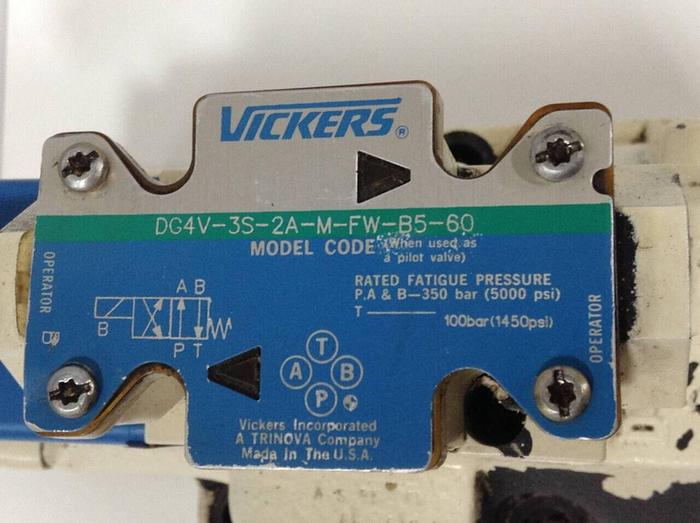 VICKERS®
DG4V-3S-2A-M-FW-B5-60
MODEL CODE (When used as
a pilot valve)
RATED FATIGUE PRESSURE
P.A & B-350 bar (5000 psi)
T 100bar (1450psi)
OPERATOR B
A B
B
P T
OPERATOR
T
A B
P
Vickers Incorporated
A TRINOVA Company
Made In The U.S.A.